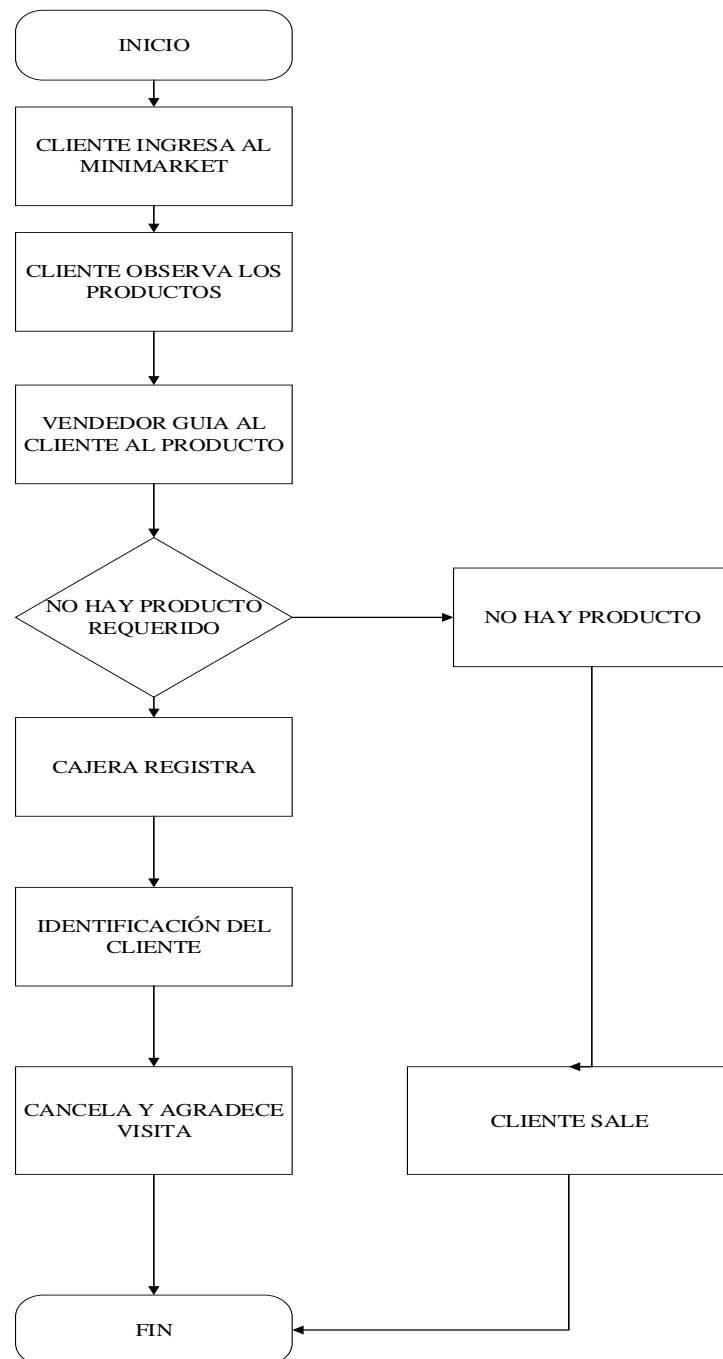 INICIO
CLIENTE INGRESA AL
MINIMARKET
CLIENTE OBSERVA LOS
PRODUCTOS
VENDEDOR GUIA AL
CLIENTE AL PRODUCTO
NO HAY PRODUCTO
REQUERIDO
NO HAY PRODUCTO
CAJERA REGISTRA
IDENTIFICACIÓN DEL
CLIENTE
CANCELA Y AGRADECE
VISITA
CLIENTE SALE
FIN